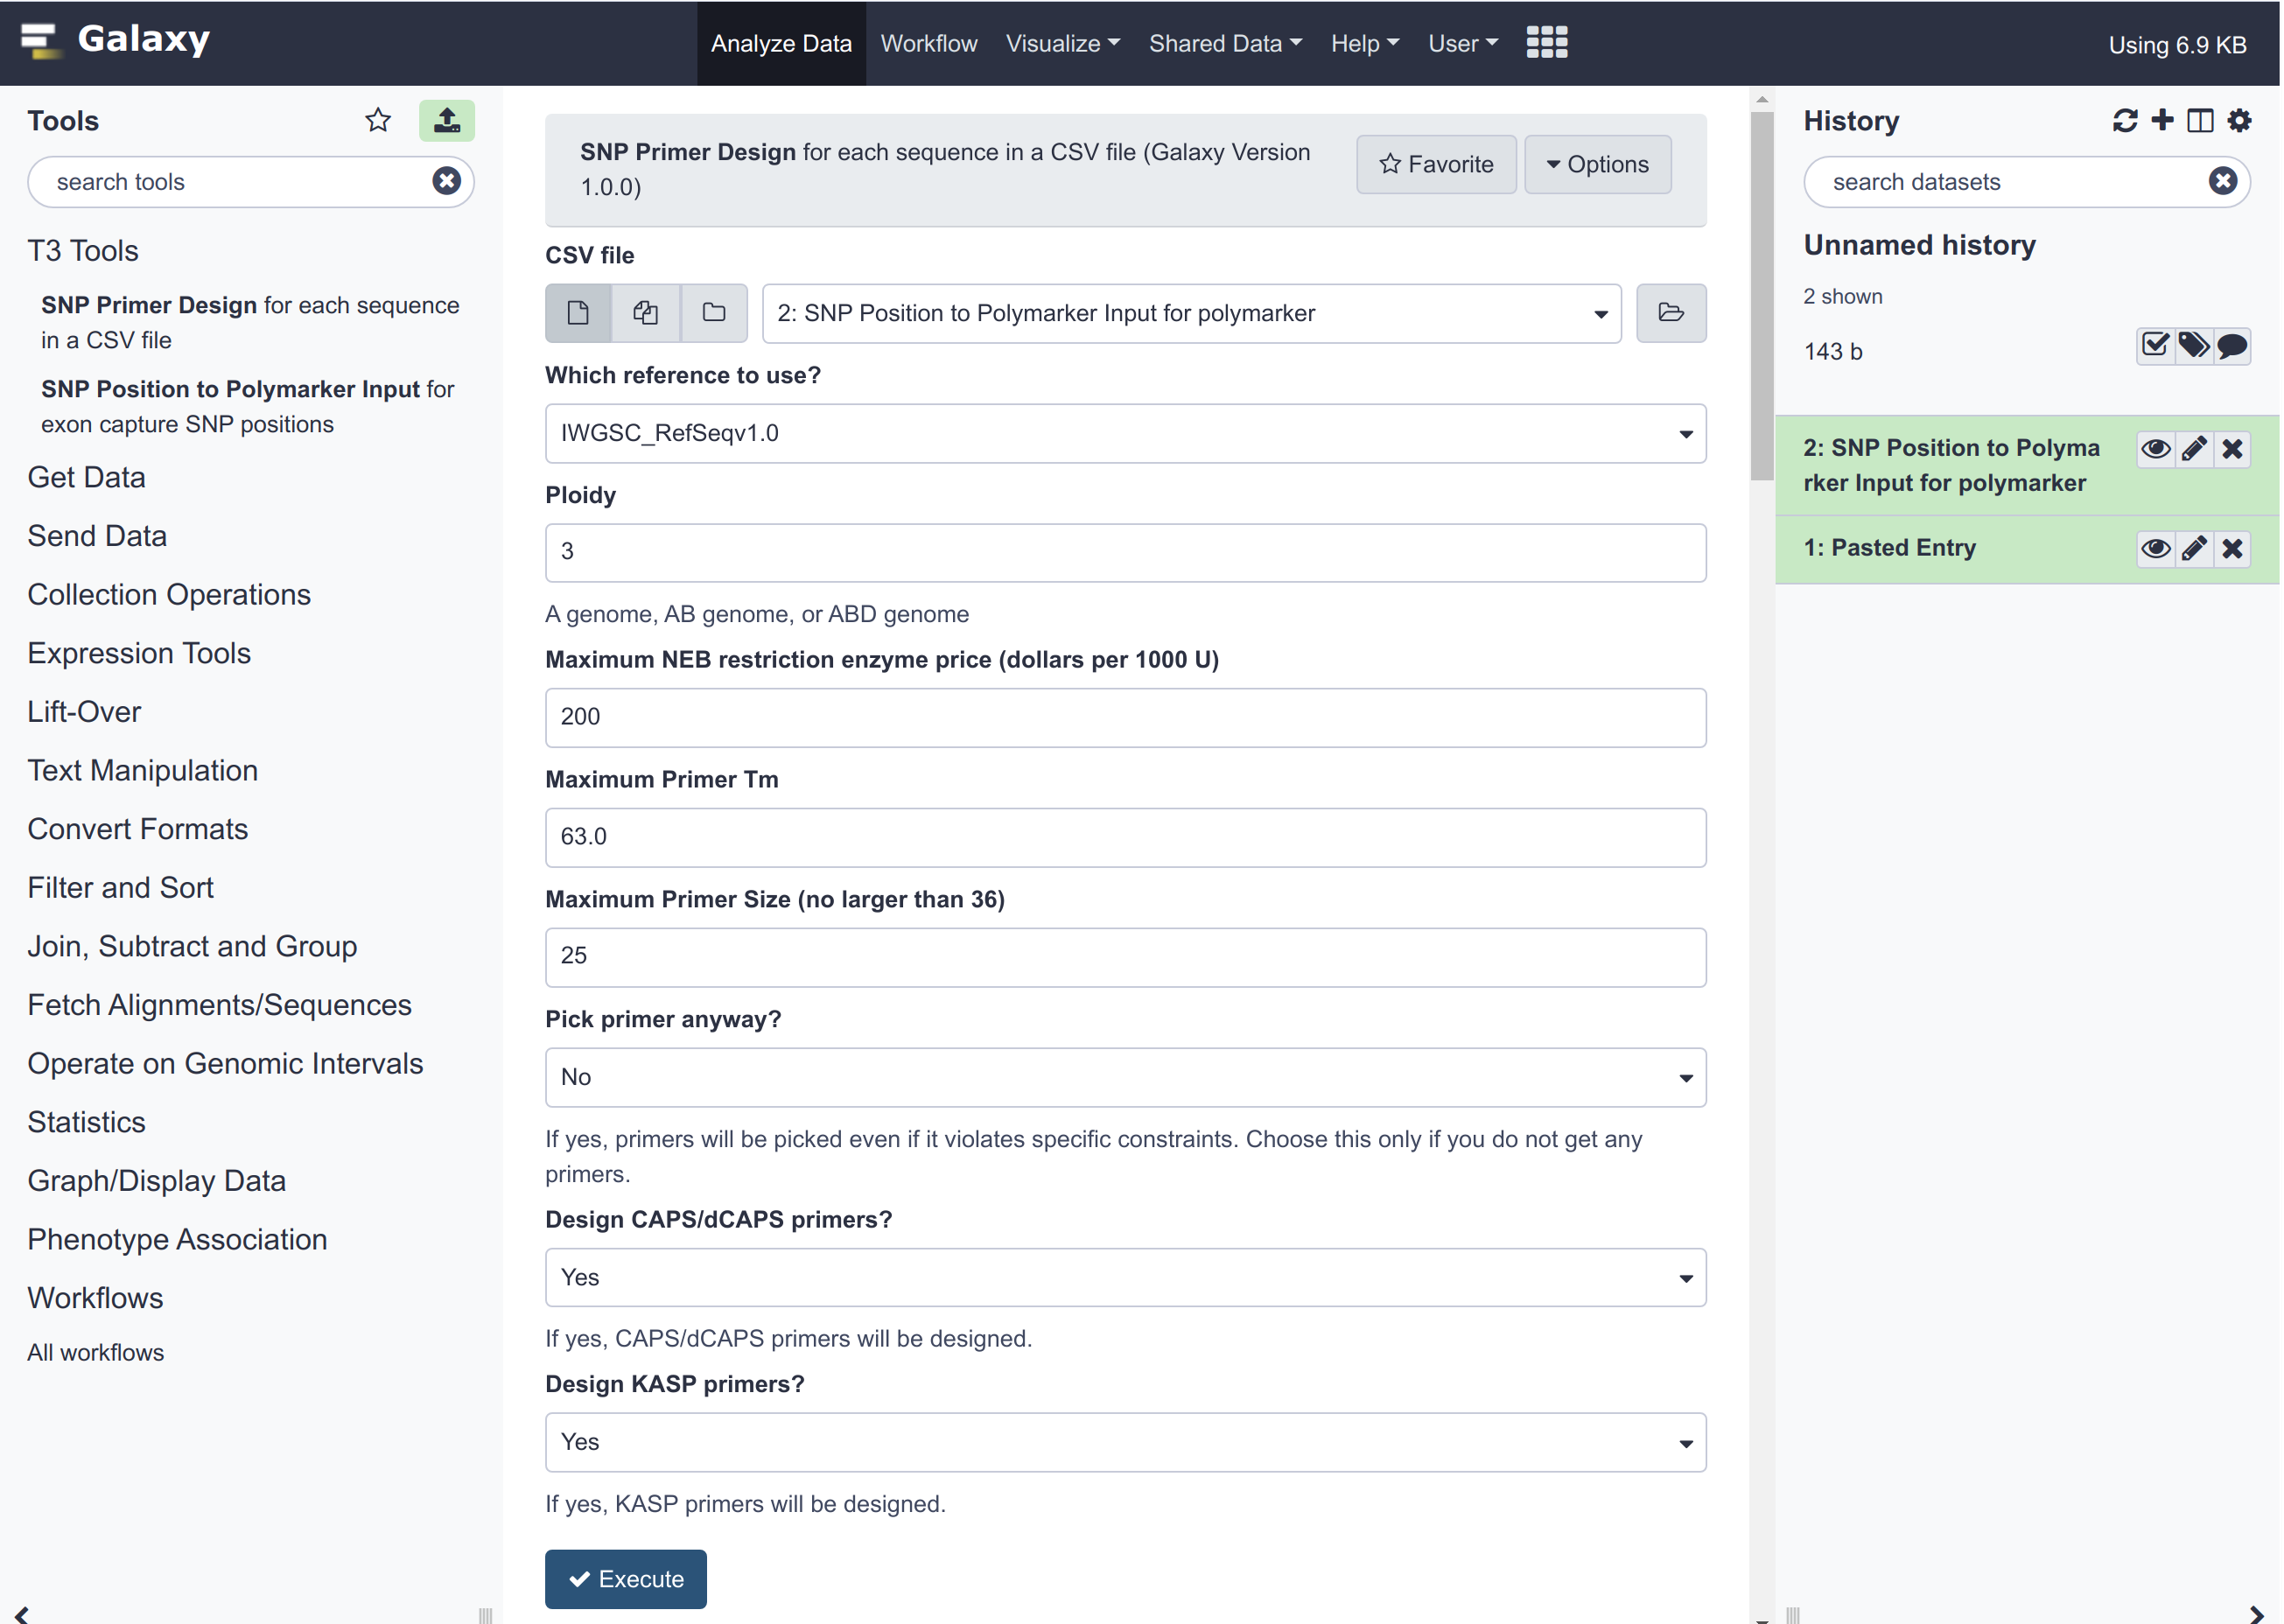 Galaxy
Analyze Data
Workflow
Visualize
Shared Data
Help
User
Using 6.9 KB
Tools
search tools
T3 Tools
SNP Primer Design for each sequence
in a CSV file
SNP Position to Polymarker Input for
exon capture SNP positions
Get Data
Send Data
Collection Operations
Expression Tools
Lift-Over
Text Manipulation
Convert Formats
Filter and Sort
Join, Subtract and Group
Fetch Alignments/Sequences
Operate on Genomic Intervals
Statistics
Graph/Display Data
Phenotype Association
Workflows
All workflows
SNP Primer Design for each sequence in a CSV file (Galaxy Version
1.0.0)
Favorite
Options
CSV file
2: SNP Position to Polymarker Input for polymarker
Which reference to use?
IWGSC_RefSeqv1.0
Ploidy
3
A genome, AB genome, or ABD genome
Maximum NEB restriction enzyme price (dollars per 1000 U)
200
Maximum Primer Tm
63.0
Maximum Primer Size (no larger than 36)
25
Pick primer anyway?
No
If yes, primers will be picked even if it violates specific constraints. Choose this only if you do not get any
primers.
Design CAPS/dCAPS primers?
Yes
If yes, CAPS/dCAPS primers will be designed.
Design KASP primers?
Yes
If yes, KASP primers will be designed.
Execute
History
search datasets
Unnamed history
2 shown
143 b
2: SNP Position to Polyma
rker Input for polymarker
1: Pasted Entry